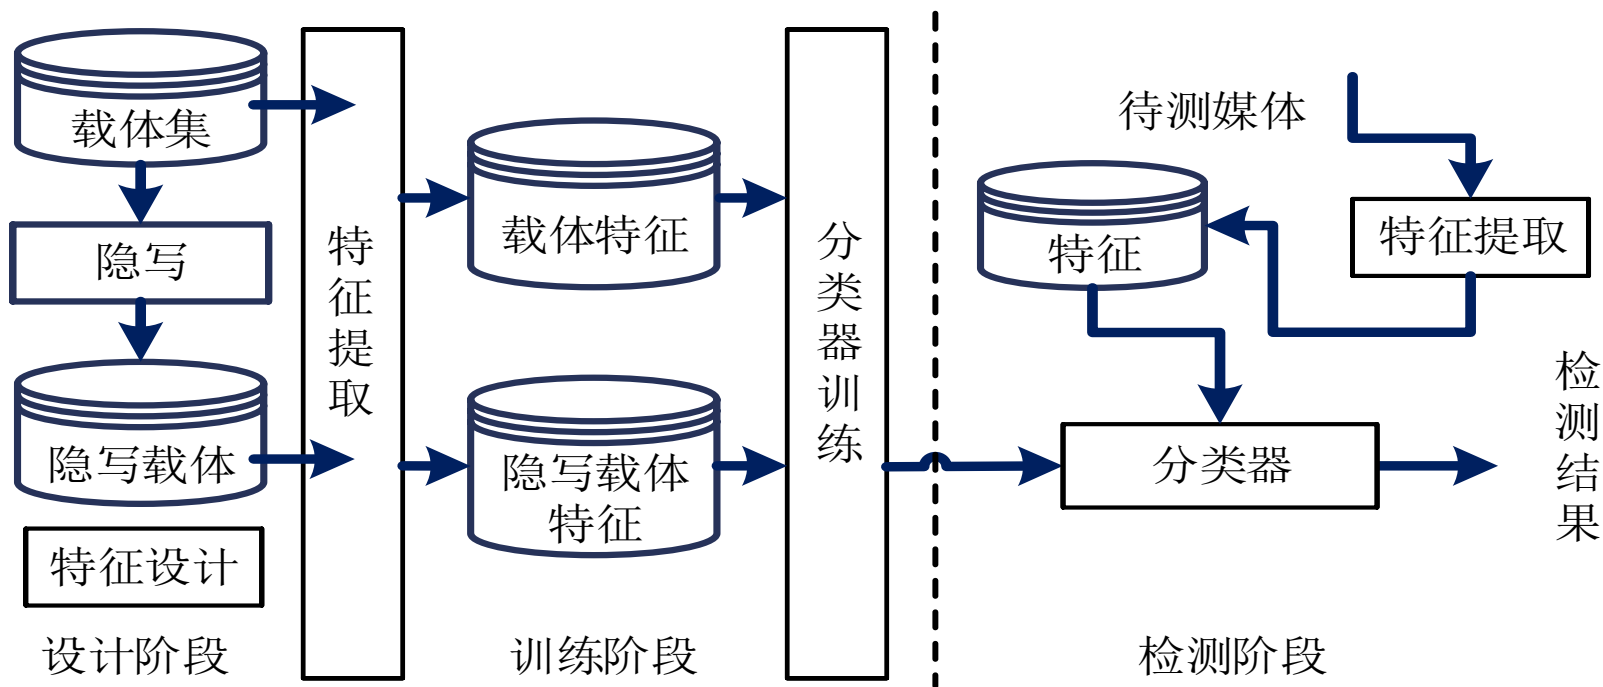 载体集
隐写
隐写载体
特征设计
设计阶段
特征提取
载体特征
隐写载体
特征
训练阶段
分类器训练
待测媒体
特征提取
特征
分类器
检测结果
检测阶段